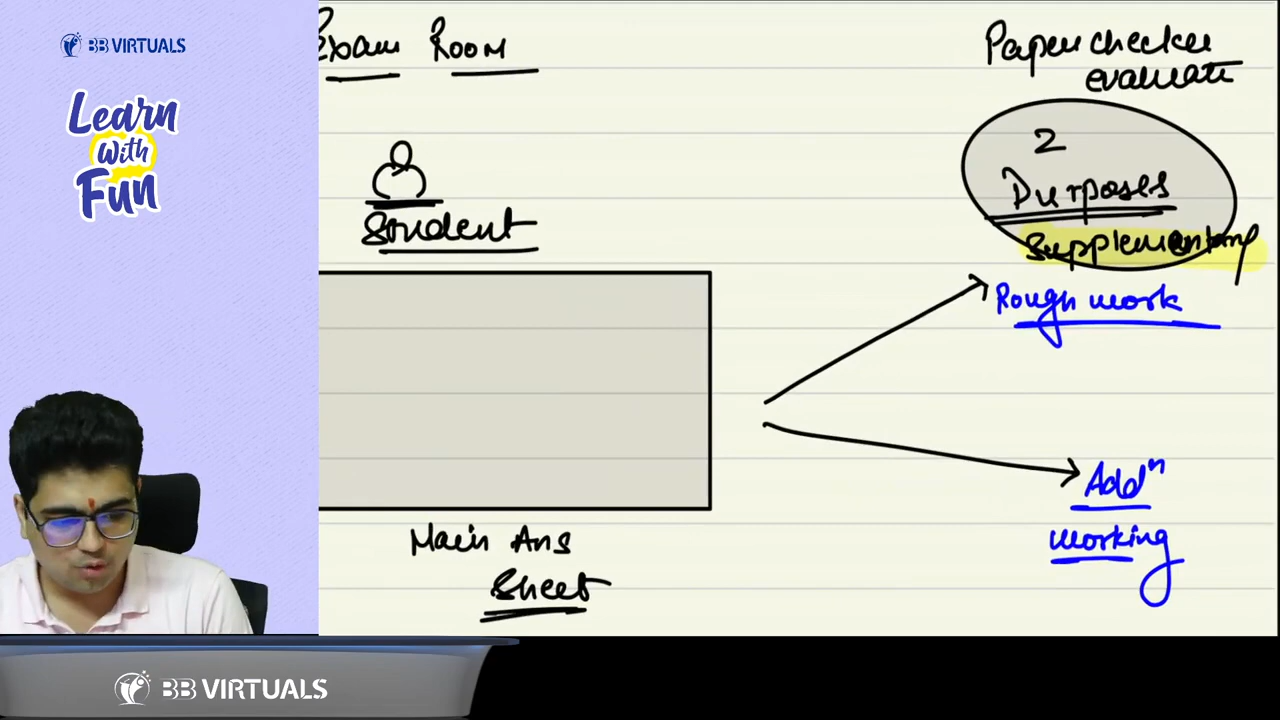 BB VIRTUALS
Learn
With
Fun
Exam Room
Student
Main Ans
Sheet
Paper checker
evaluate
2
Purposes
Supplementary
Rough work
Addⁿ
working
BB VIRTUALS